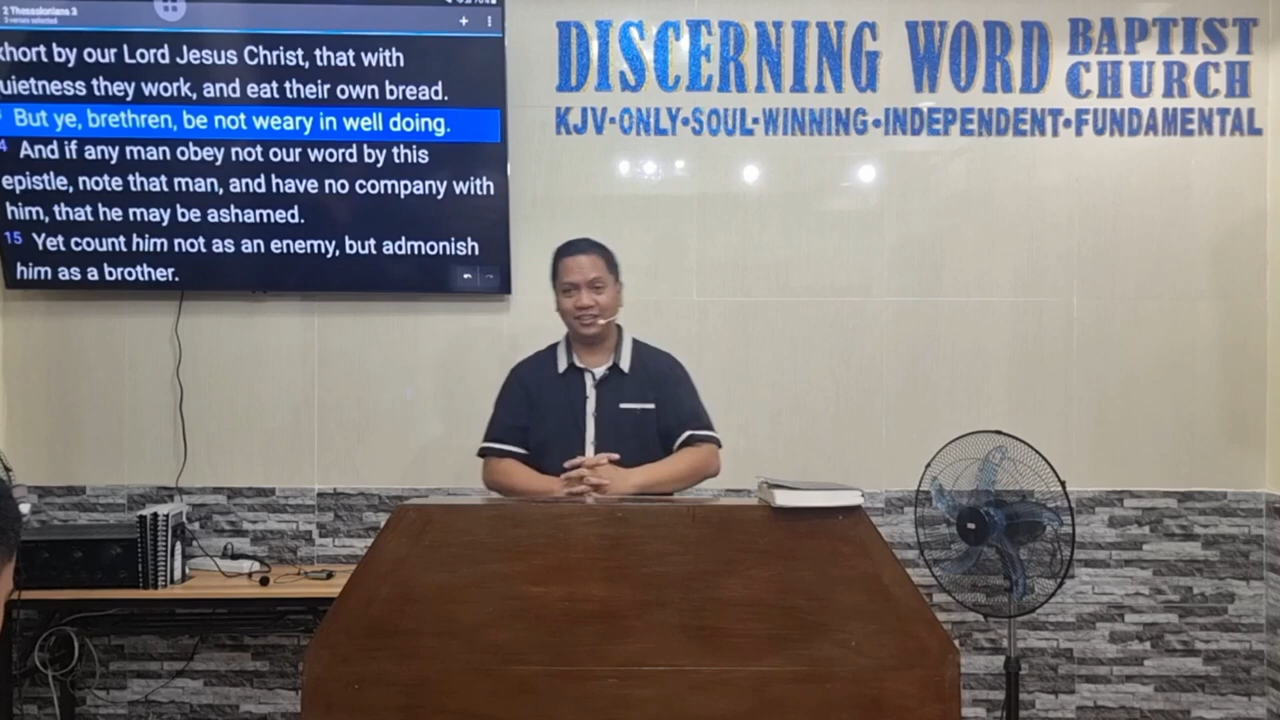 2 Thessalonians 3
3 verses selected
xhort by our Lord Jesus Christ, that with
uietness they work, and eat their own bread.
But ye, brethren, be not weary in well doing.
4 And if any man obey not our word by this
epistle, note that man, and have no company with
him, that he may be ashamed.
15 Yet count him not as an enemy, but admonish
him as a brother.
DISCERNING WORD BAPTIST CHURCH
KJV-ONLY•SOUL-WINNING•INDEPENDENT•FUNDAMENTAL